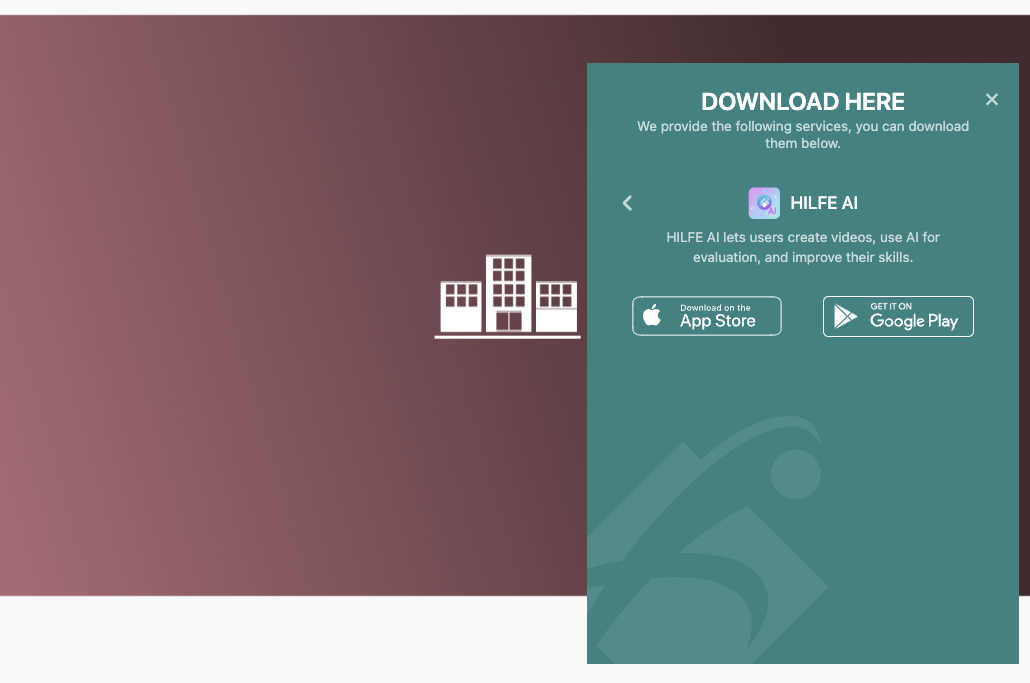 DOWNLOAD HERE
We provide the following services, you can download
them below.
AI
HILFE AI
HILFE AI lets users create videos, use AI for
evaluation, and improve their skills.
Download on the
App Store
GET IT ON
Google Play